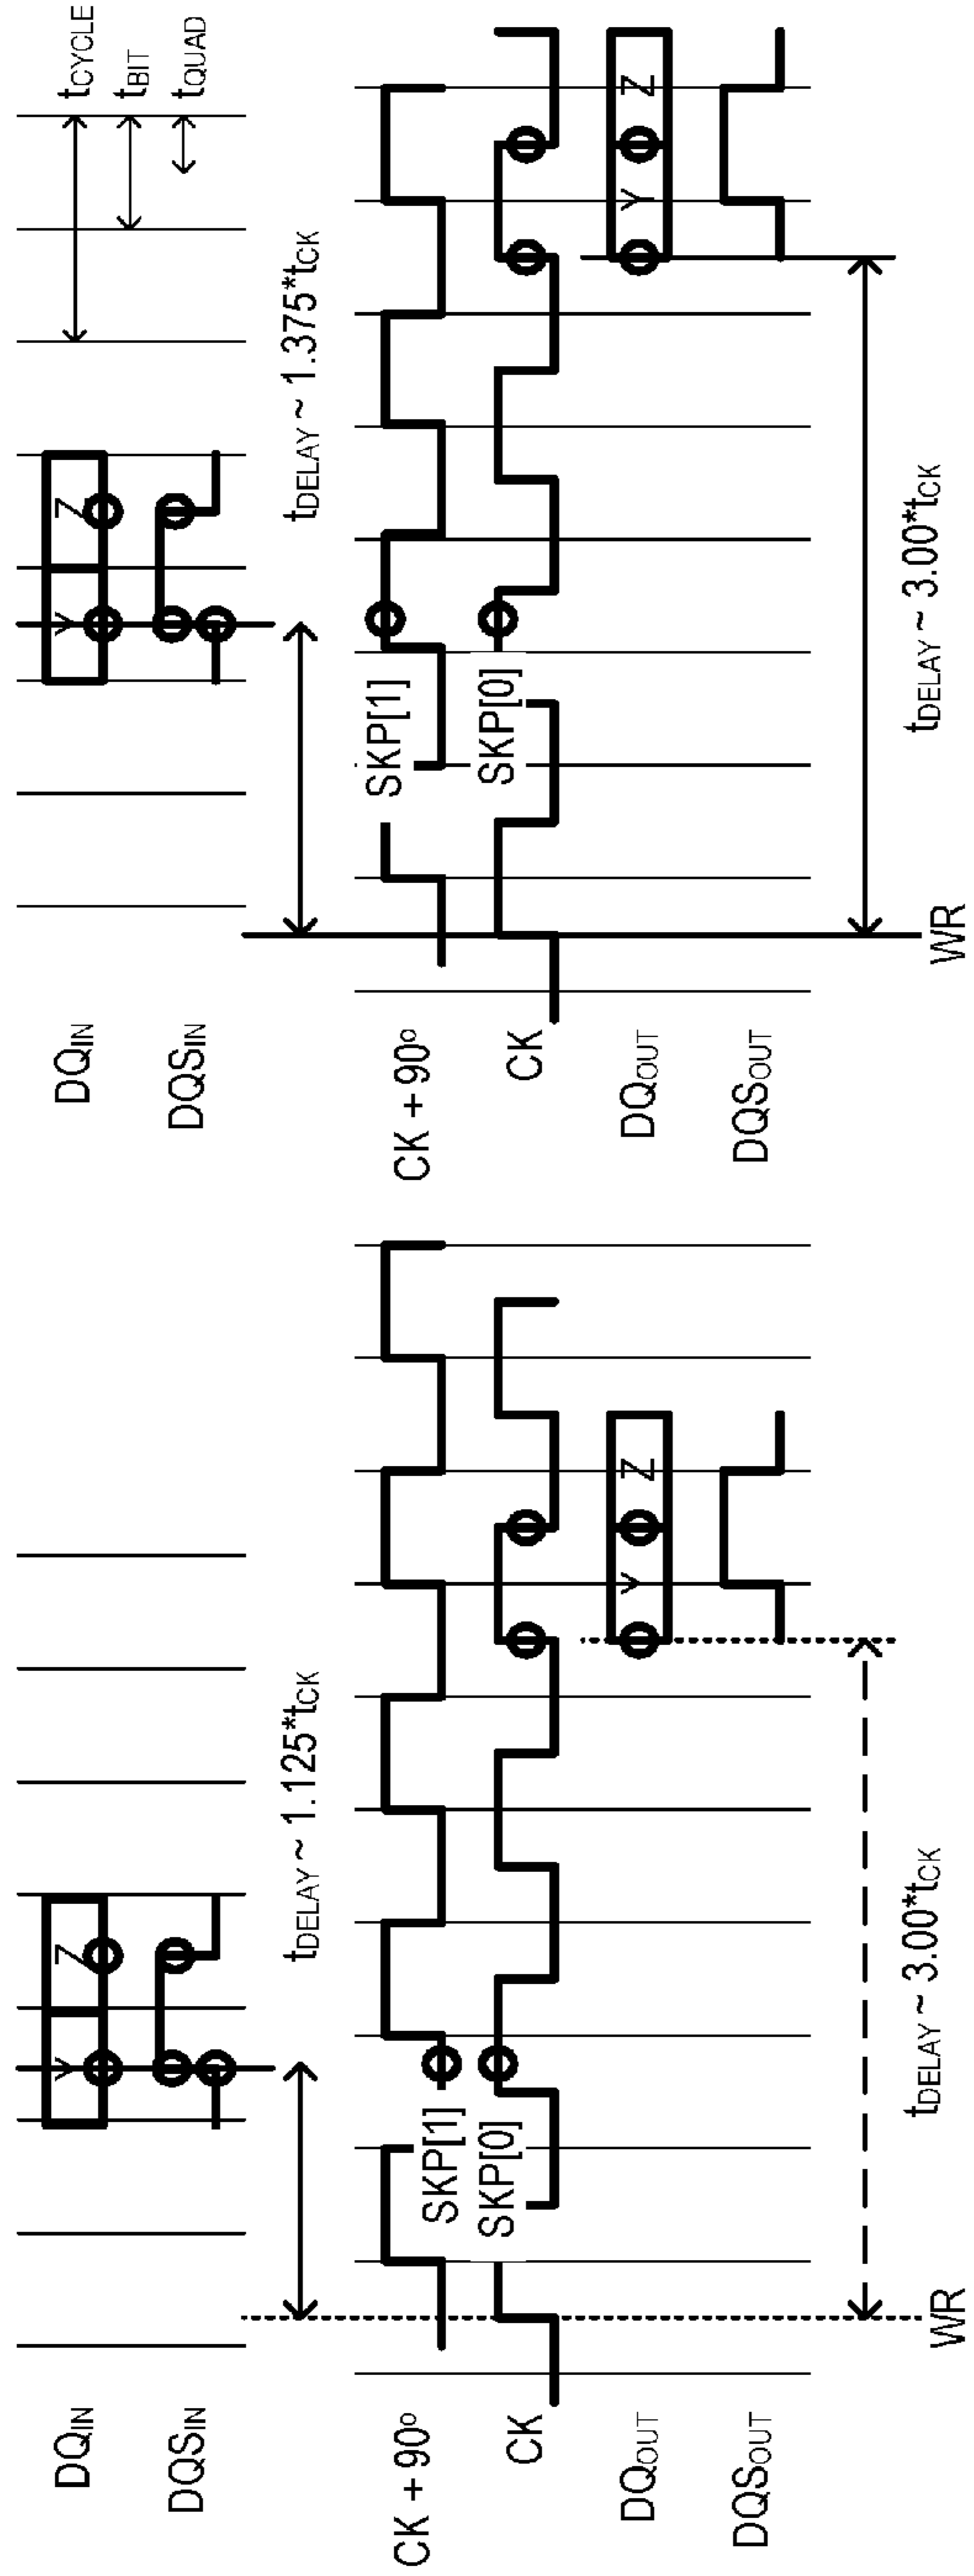 DQIN
DQSIN
Y Z
tDELAY ~ 1.125*tCK
CK + 90°
SKP[1]
CK
SKP[0]
DQOUT
Y Z
DQSOUT
tDELAY ~ 3.00*tCK
WR
tCYCLE
tBIT
tQUAD
DQIN
DQSIN
Y Z
tDELAY ~ 1.375*tCK
CK + 90°
SKP[1]
CK
SKP[0]
DQOUT
Y Z
DQSOUT
tDELAY ~ 3.00*tCK
WR